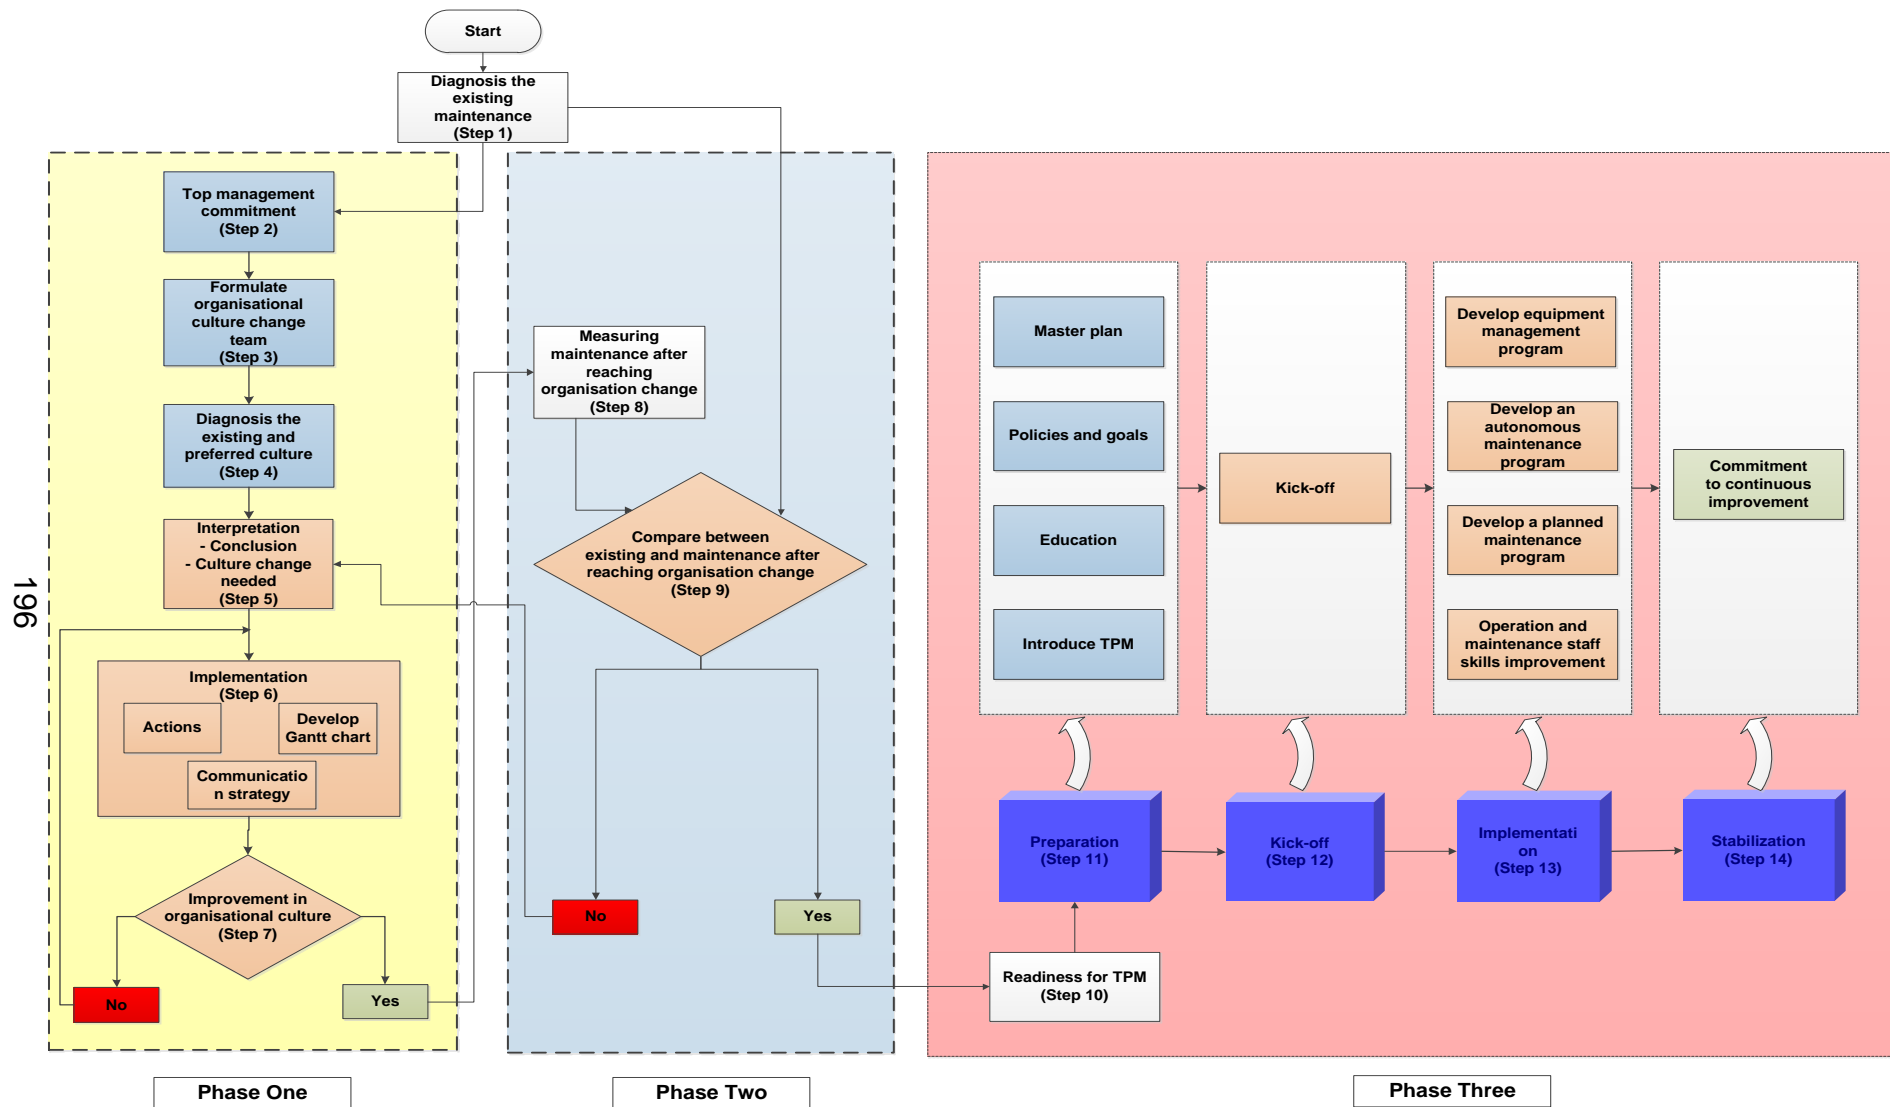 Start
Diagnosis the
existing
maintenance
(Step 1)
Top management
commitment
(Step 2)
Formulate
organisational
culture change
team
(Step 3)
Diagnosis the
existing and
preferred culture
(Step 4)
Interpretation
- Conclusion
- Culture change
needed
(Step 5)
Implementation
(Step 6)
Actions
Develop
Gantt chart
Communicatio
n strategy
Improvement in
organisational culture
(Step 7)
No
Yes
Phase One
Measuring
maintenance after
reaching
organisation change
(Step 8)
Compare between
existing and maintenance after
reaching organisation change
(Step 9)
No
Yes
Phase Two
Master plan
Policies and goals
Education
Introduce TPM
Kick-off
Develop equipment
management
program
Develop an
autonomous
maintenance
program
Develop a planned
maintenance
program
Operation and
maintenance staff
skills improvement
Commitment
to continuous
improvement
Preparation
(Step 11)
Kick-off
(Step 12)
Implementati
on
(Step 13)
Stabilization
(Step 14)
Readiness for TPM
(Step 10)
Phase Three
196